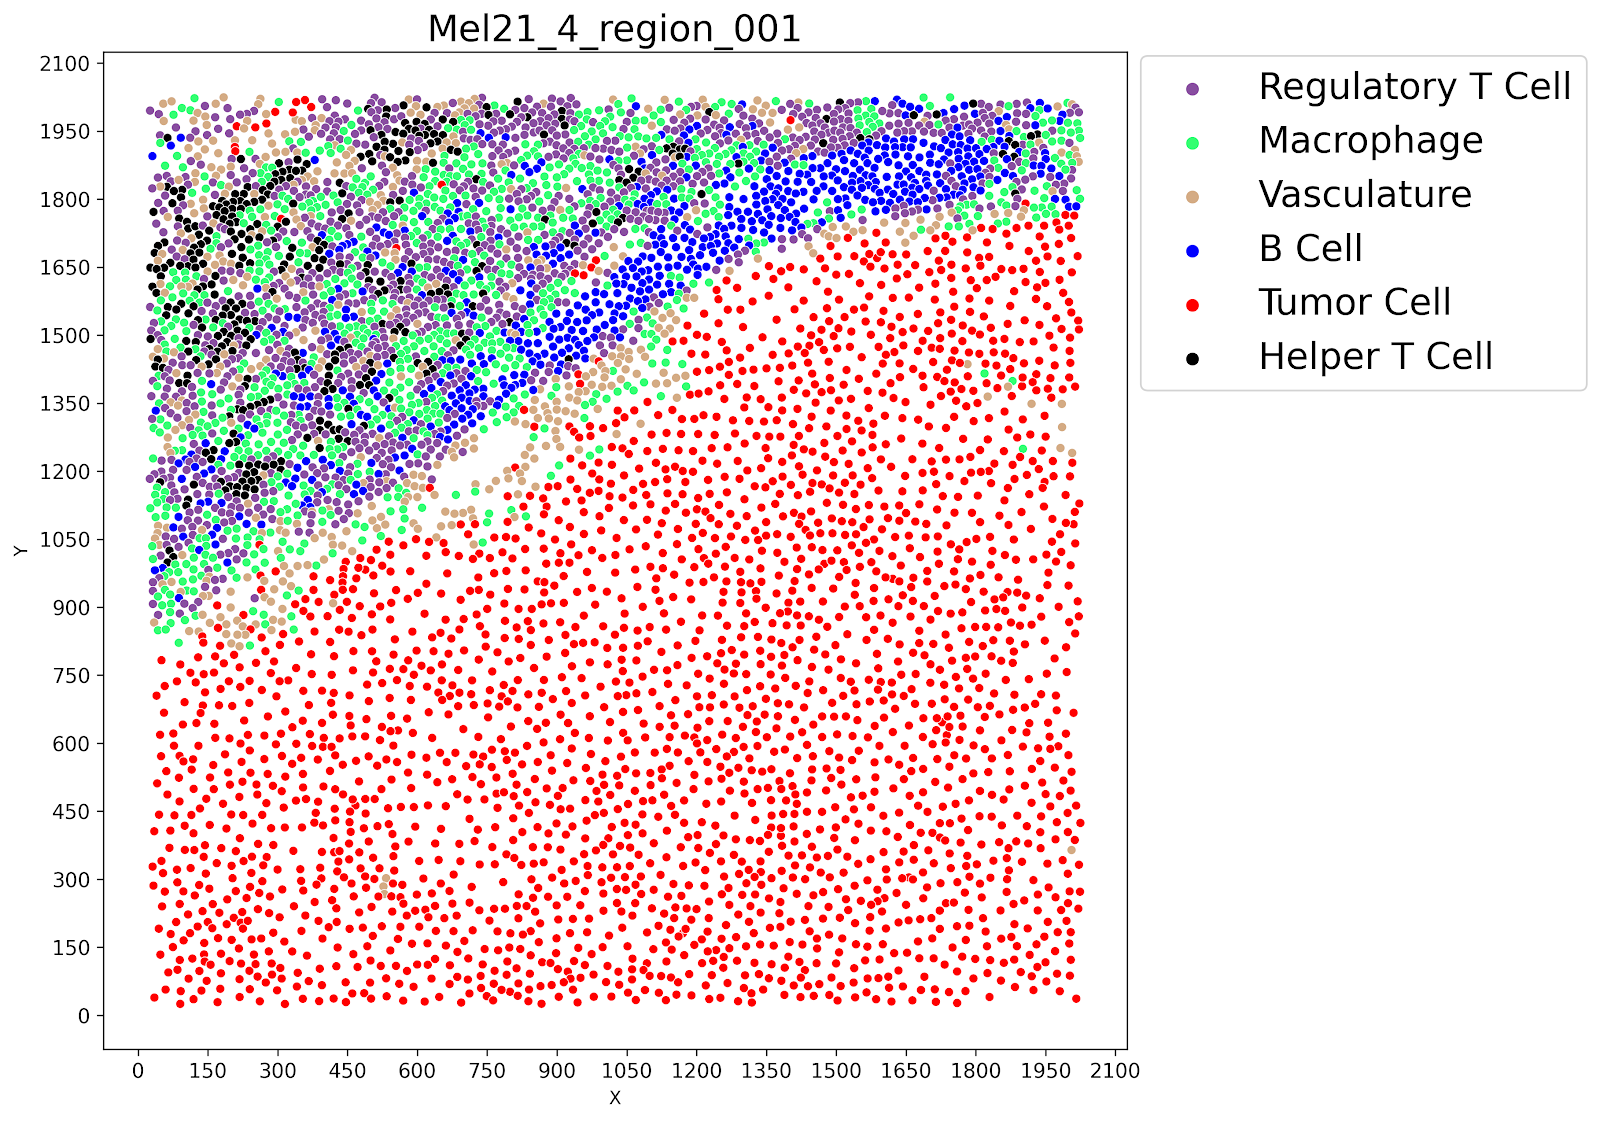 Mel21_4_region_001
2100
1950
1800
1650
1500
1350
1200
1050
900
750
600
450
300
150
0
Y
0 150 300 450 600 750 900 1050 1200 1350 1500 1650 1800 1950 2100
X
Regulatory T Cell
Macrophage
Vasculature
B Cell
Tumor Cell
Helper T Cell